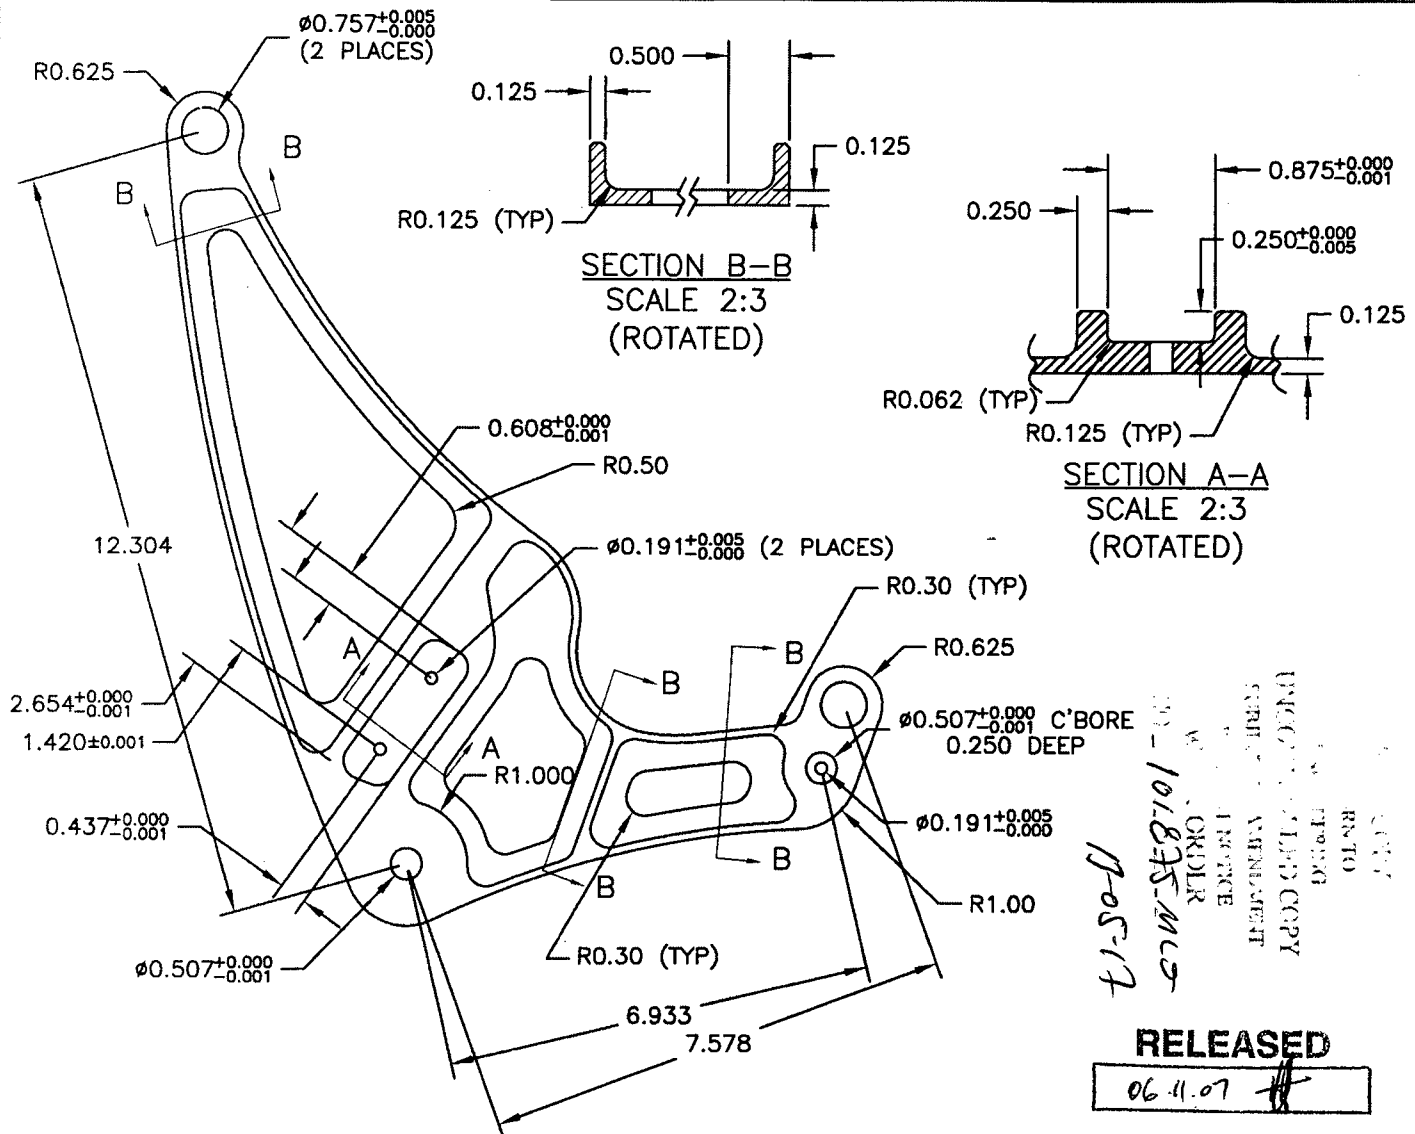 ø0.757+0.005 -0.000
(2 PLACES)
R0.625
B
B
0.500
0.125
0.125
R0.125 (TYP)
SECTION B-B
SCALE 2:3
(ROTATED)
0.875+0.000 -0.001
0.250
0.250+0.000 -0.005
0.125
R0.062 (TYP)
R0.125 (TYP)
SECTION A-A
SCALE 2:3
(ROTATED)
0.608+0.000 -0.001
R0.50
12.304
ø0.191+0.005 -0.000 (2 PLACES)
R0.30 (TYP)
A
R0.625
B
B
2.654+0.000 -0.001
1.420±0.001
A
ø0.507+0.000 -0.001 C'BORE
0.250 DEEP
R1.000
0.437+0.000 -0.001
ø0.191+0.005 -0.000
B
B
R1.00
ø0.507+0.000 -0.001
R0.30 (TYP)
6.933
7.578
COPY
RELEASED
06.11.07